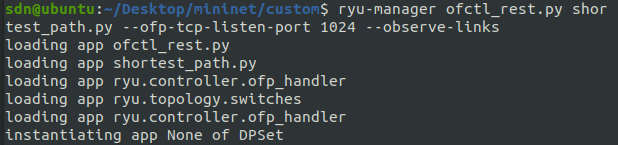 sdn@ubuntu:~/Desktop/mininet/custom$ ryu-manager ofctl_rest.py shor
test_path.py --ofp-tcp-listen-port 1024 --observe-links
loading app ofctl_rest.py
loading app shortest_path.py
loading app ryu.controller.ofp_handler
loading app ryu.topology.switches
loading app ryu.controller.ofp_handler
instantiating app None of DPSet